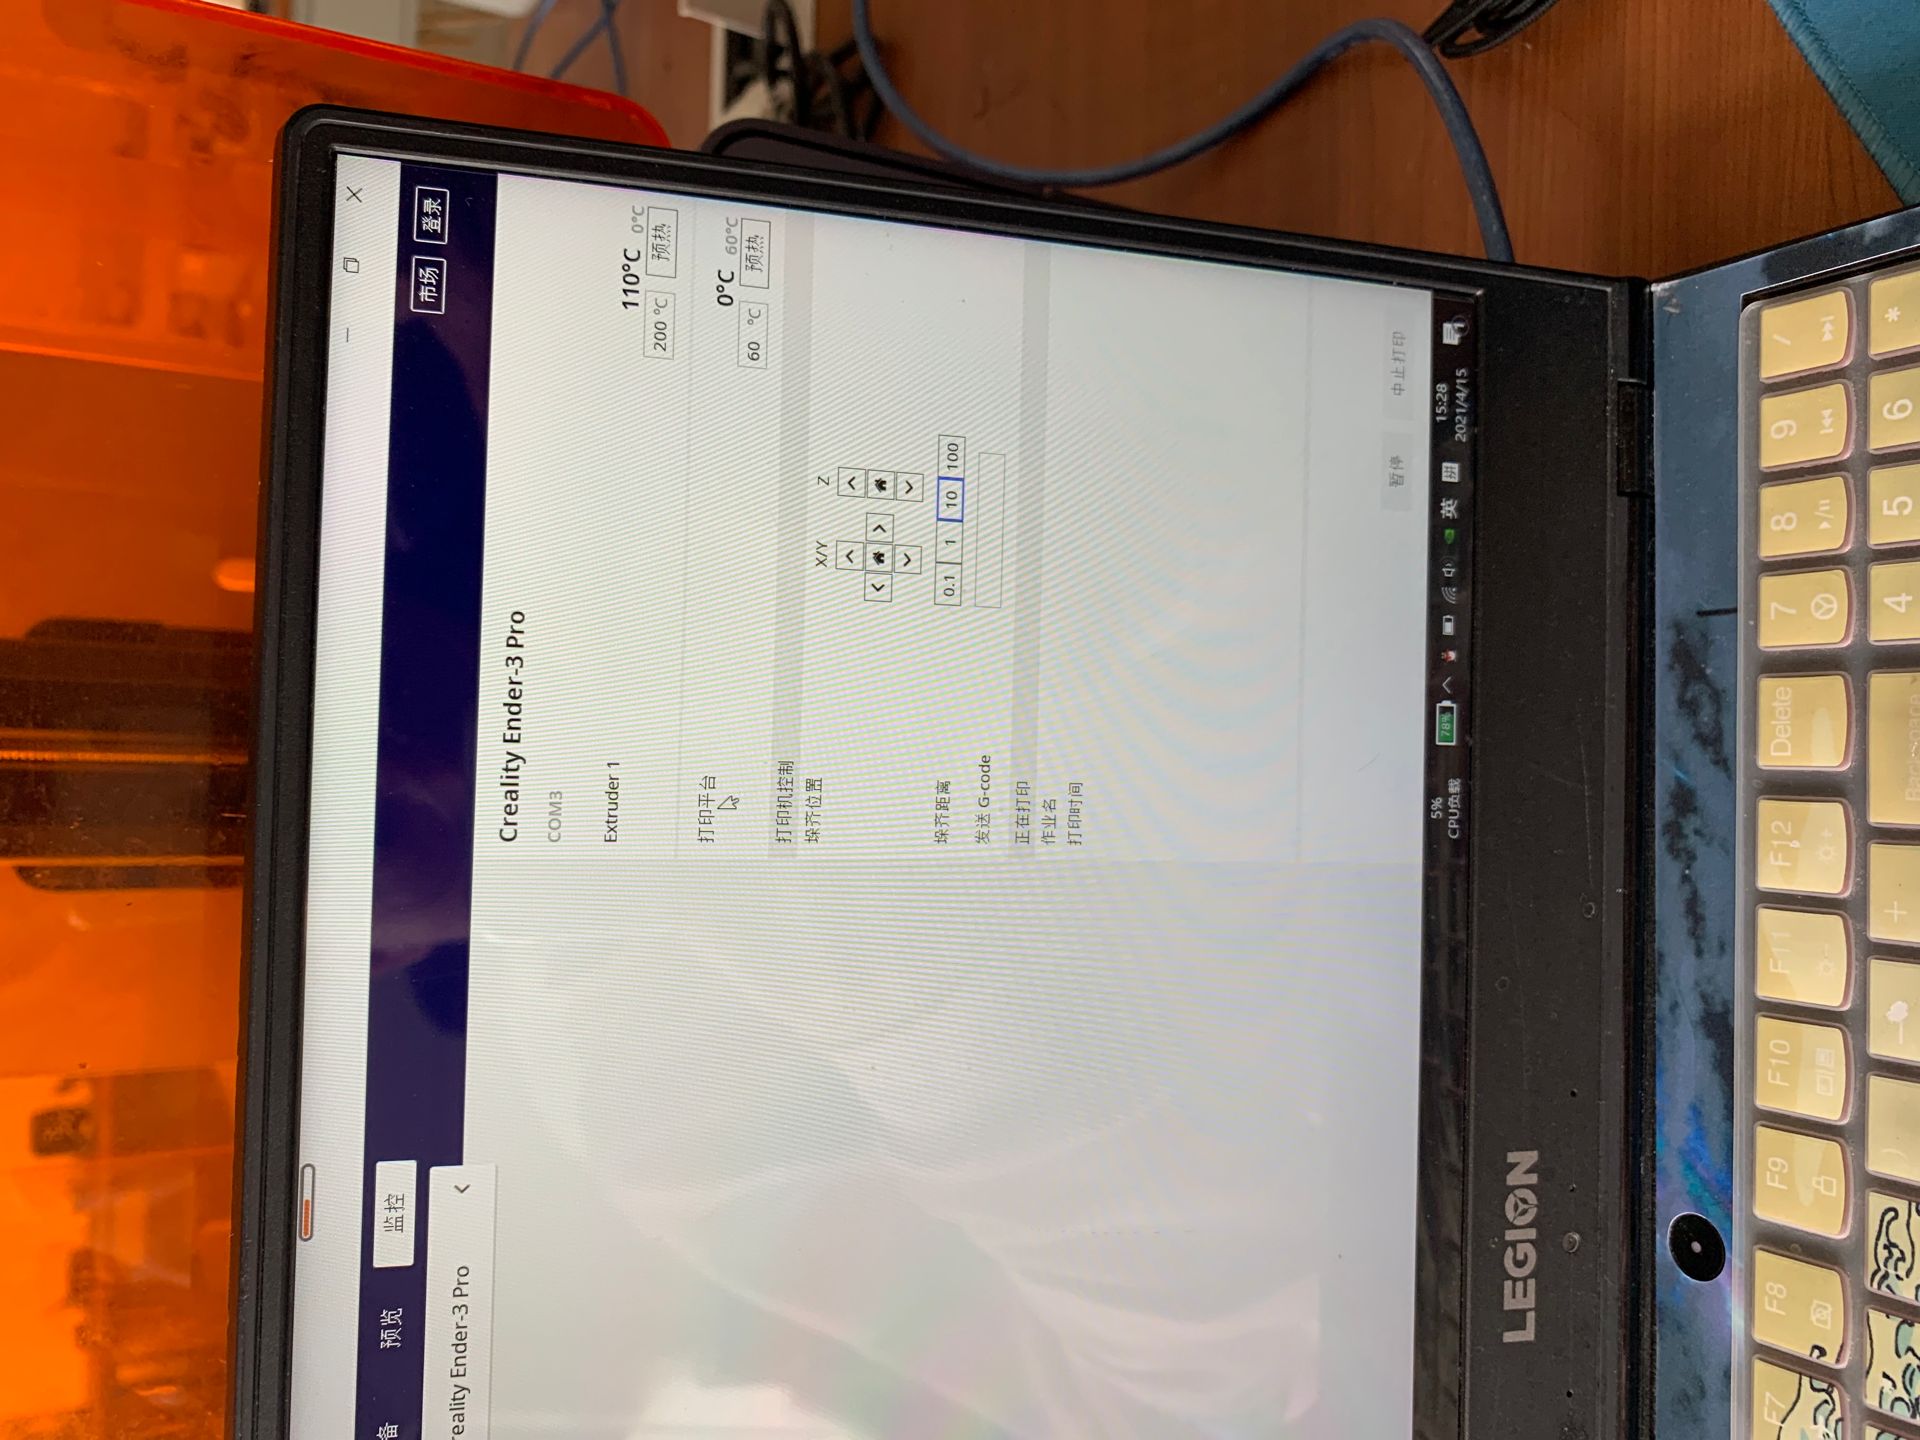 备
预览
监控
市场
登录
reality Ender-3 Pro
Creality Ender-3 Pro
COM3
Extruder 1
110°C 0°C
200 °C 预热
打印平台
0°C 60°C
60 °C 预热
打印机控制
垛齐位置
X/Y Z
垛齐距离
0.1 1 10 100
发送 G-code
正在打印
作业名
打印时间
暂停 中止打印
5%
CPU负载
78%
英
拼
15:28
2021/4/15
1
LEGION
F7 F8 F9 F10 F11 F12 Delete 7 8 9 /
+ Backspace 4 5 6 *